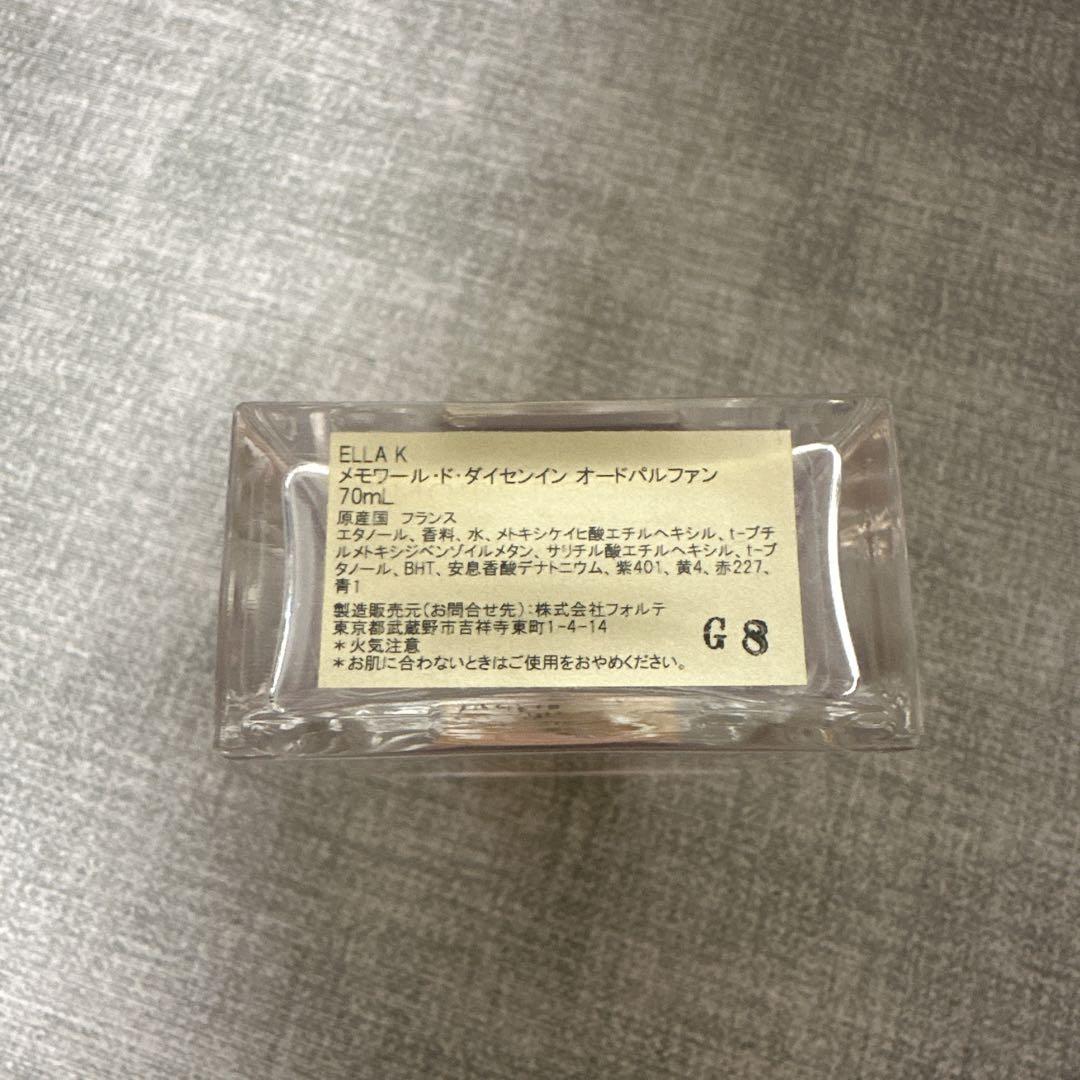 ELLA K
メモワール・ド・ダイセンイン オードパルファン
70mL
原産国 フランス
エタノール、香料、水、メトキシケイヒ酸エチルヘキシル、t-ブチ
ルメトキシジベンゾイルメタン、サリチル酸エチルヘキシル、t-ブ
タノール、BHT、安息香酸デナトニウム、紫401、黄4、赤227、
青1
製造販売元(お問合せ先):株式会社フォルテ
東京都武蔵野市吉祥寺東町1-4-14
*火気注意
*お肌に合わないときはご使用をおやめください。
G 8